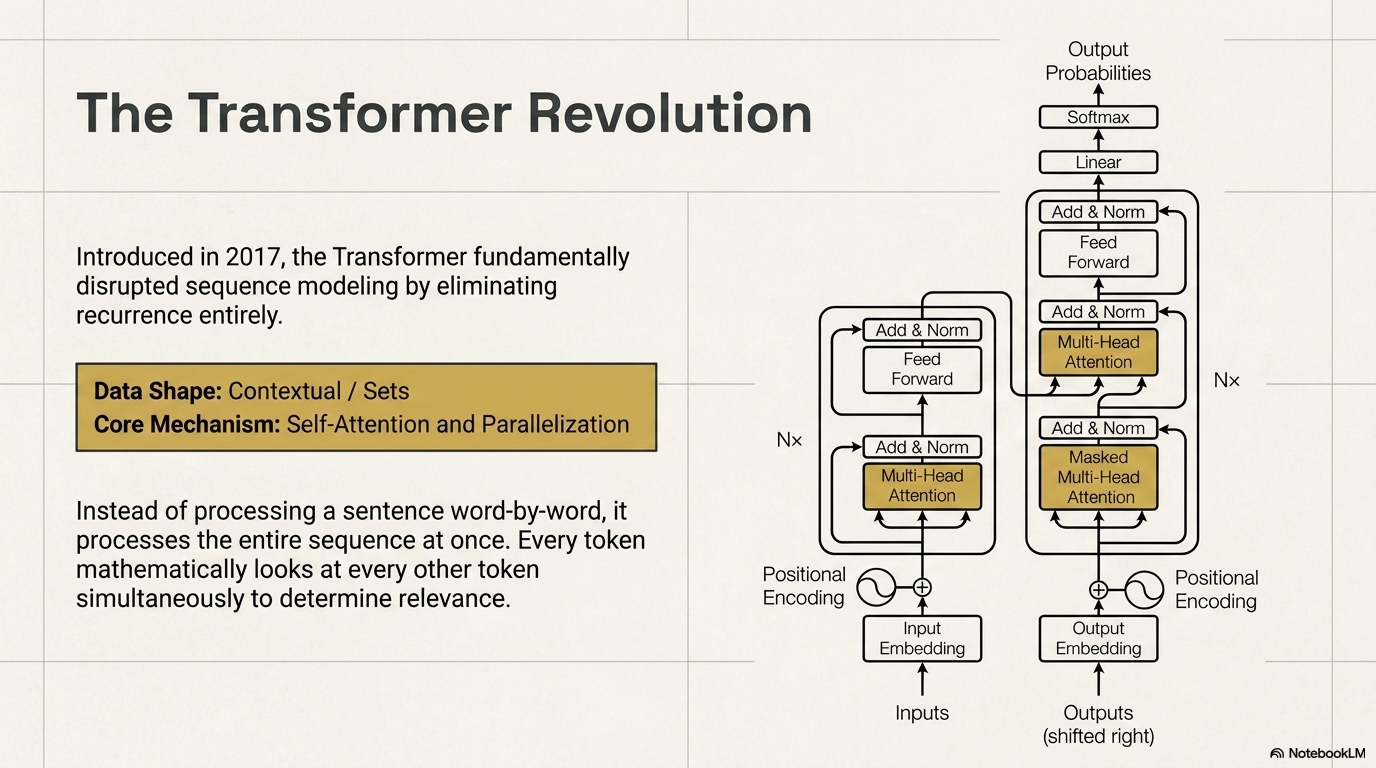 The Transformer Revolution
Introduced in 2017, the Transformer fundamentally
disrupted sequence modeling by eliminating
recurrence entirely.
Data Shape: Contextual / Sets
Core Mechanism: Self-Attention and Parallelization
Instead of processing a sentence word-by-word, it
processes the entire sequence at once. Every token
mathematically looks at every other token
simultaneously to determine relevance.
Output
Probabilities
Softmax
Linear
Add & Norm
Feed
Forward
Add & Norm
Multi-Head
Attention
N×
Add & Norm
Masked
Multi-Head
Attention
Add & Norm
Feed
Forward
N×
Add & Norm
Multi-Head
Attention
Positional
Encoding
Positional
Encoding
Input
Embedding
Output
Embedding
Inputs
Outputs
(shifted right)
NotebookLM